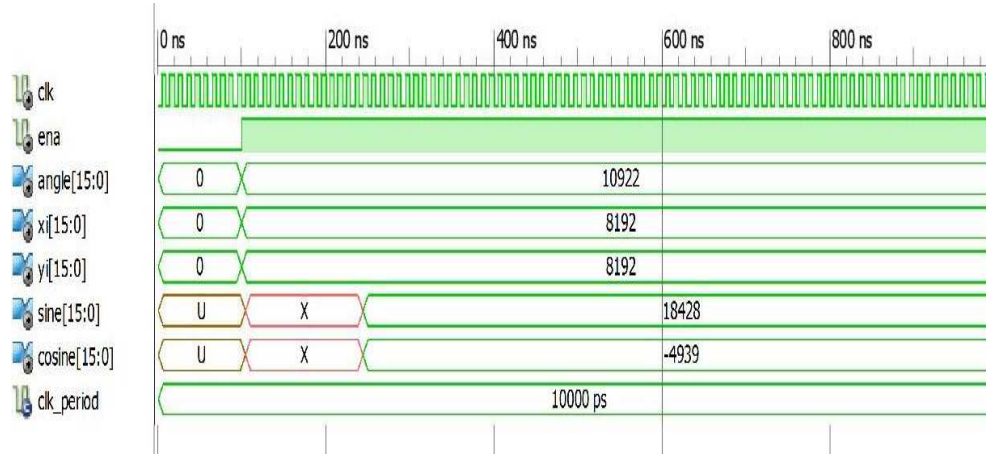 0 ns 200 ns 400 ns 600 ns 800 ns
clk
ena
angle[15:0] 0 10922
xi[15:0] 0 8192
yi[15:0] 0 8192
sine[15:0] U X 18428
cosine[15:0] U X -4939
clk_period 10000 ps